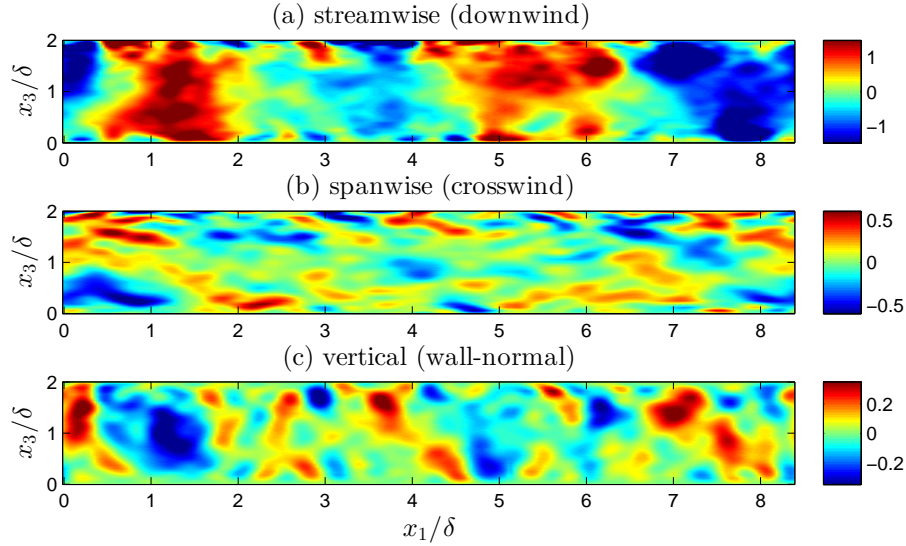 (a) streamwise (downwind)
x₃/δ
2
1
0
0 1 2 3 4 5 6 7 8
1
0
−1
(b) spanwise (crosswind)
x₃/δ
2
1
0
0 1 2 3 4 5 6 7 8
0.5
0
−0.5
(c) vertical (wall-normal)
x₃/δ
2
1
0
0 1 2 3 4 5 6 7 8
0.2
0
−0.2
x₁/δ